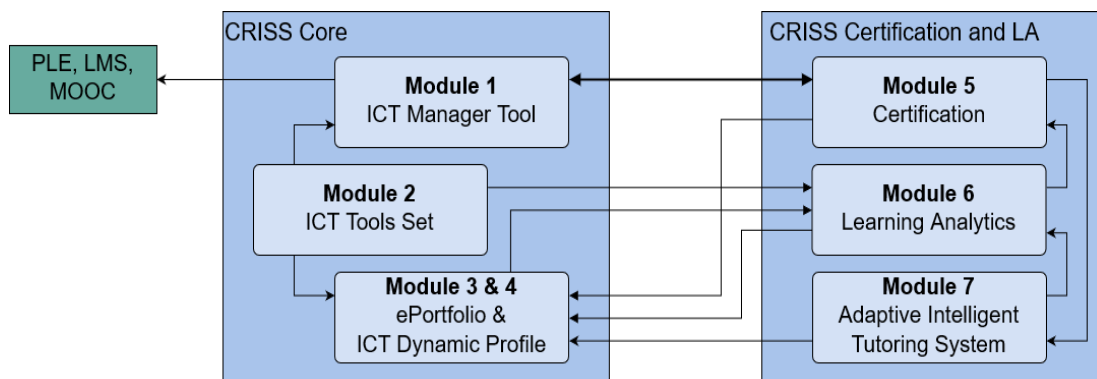 CRISS Core
CRISS Certification and LA
PLE, LMS,
MOOC
Module 1
ICT Manager Tool
Module 5
Certification
Module 2
ICT Tools Set
Module 6
Learning Analytics
Module 3 & 4
ePortfolio &
ICT Dynamic Profile
Module 7
Adaptive Intelligent
Tutoring System